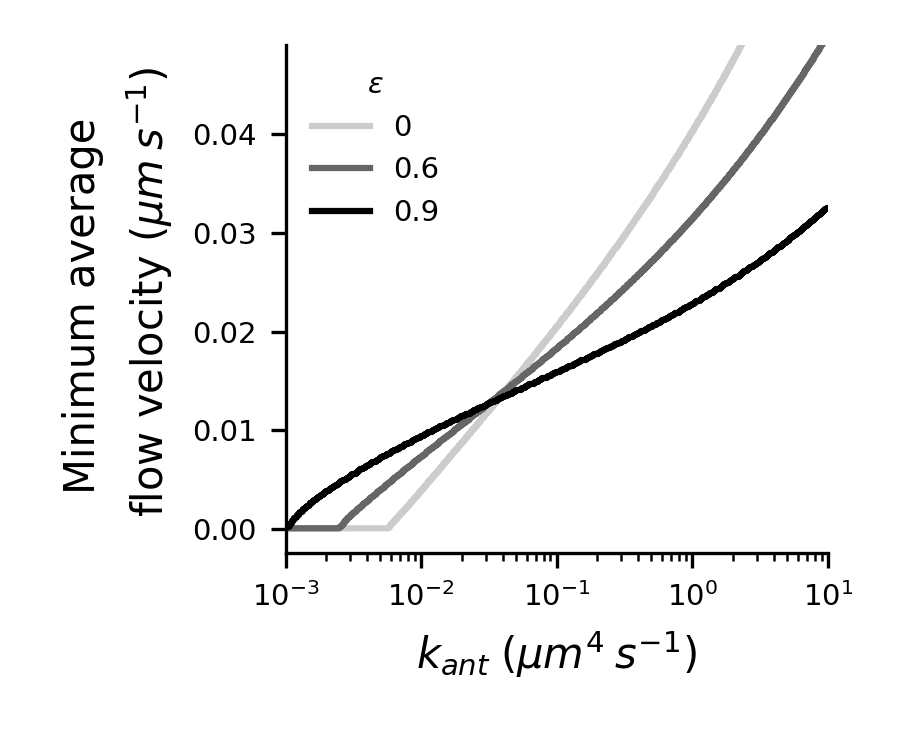 Minimum average
flow velocity (μm s⁻¹)
ε
0
0.6
0.9
0.04
0.03
0.02
0.01
0.00
10⁻³ 10⁻² 10⁻¹ 10⁰ 10¹
k_ant (μm⁴ s⁻¹)